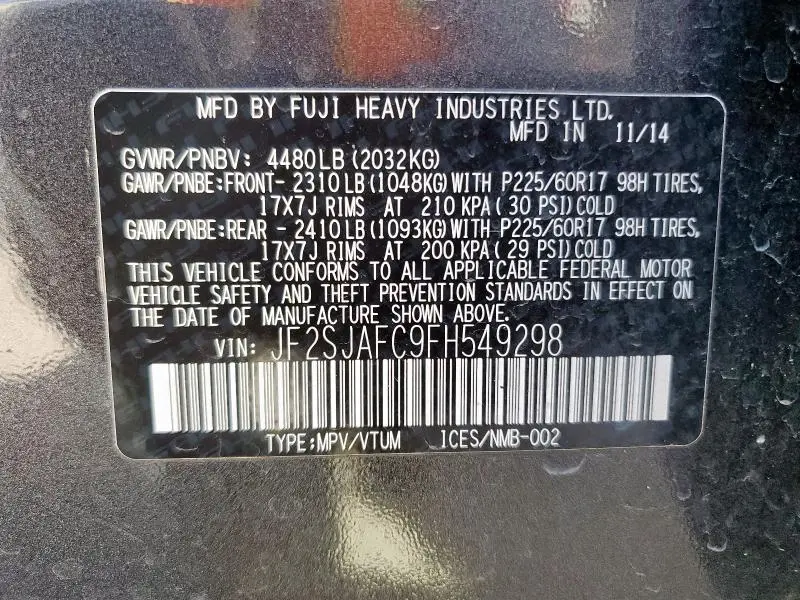 MFD BY FUJI HEAVY INDUSTRIES LTD.
MFD IN 11/14
GVWR/PNBV: 4480LB (2032KG)
GAWR/PNBE:FRONT- 2310LB (1048KG) WITH P225/60R17 98H TIRES,
17X7J RIMS AT 210 KPA( 30 PSI) COLD
GAWR/PNBE:REAR - 2410LB (1093KG) WITH P225/60R17 98H TIRES,
17X7J RIMS AT 200 KPA( 29 PSI) COLD
THIS VEHICLE CONFORMS TO ALL APPLICABLE FEDERAL MOTOR
VEHICLE SAFETY AND THEFT PREVENTION STANDARDS IN EFFECT ON
THE DATE OF MANUFACTURE SHOWN ABOVE.
VIN: JF2SJAFC9FH549298
TYPE:MPV/VTUM ICES/NMB-002